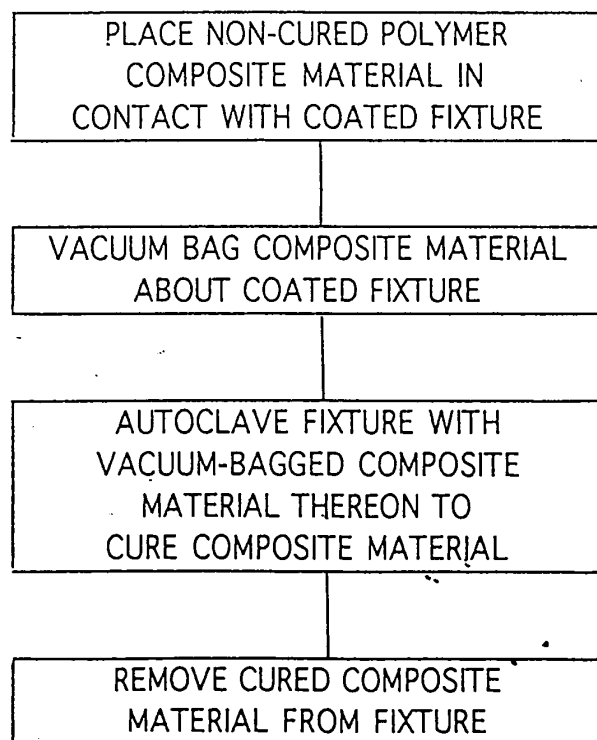 PLACE NON-CURED POLYMER
COMPOSITE MATERIAL IN
CONTACT WITH COATED FIXTURE
VACUUM BAG COMPOSITE MATERIAL
ABOUT COATED FIXTURE
AUTOCLAVE FIXTURE WITH
VACUUM-BAGGED COMPOSITE
MATERIAL THEREON TO
CURE COMPOSITE MATERIAL
REMOVE CURED COMPOSITE
MATERIAL FROM FIXTURE